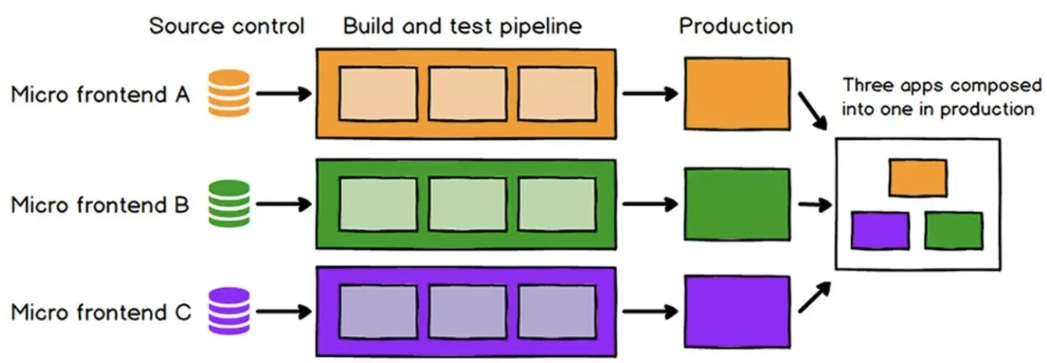 Source control
Build and test pipeline
Production
Micro frontend A
Three apps composed
into one in production
Micro frontend B
Micro frontend C